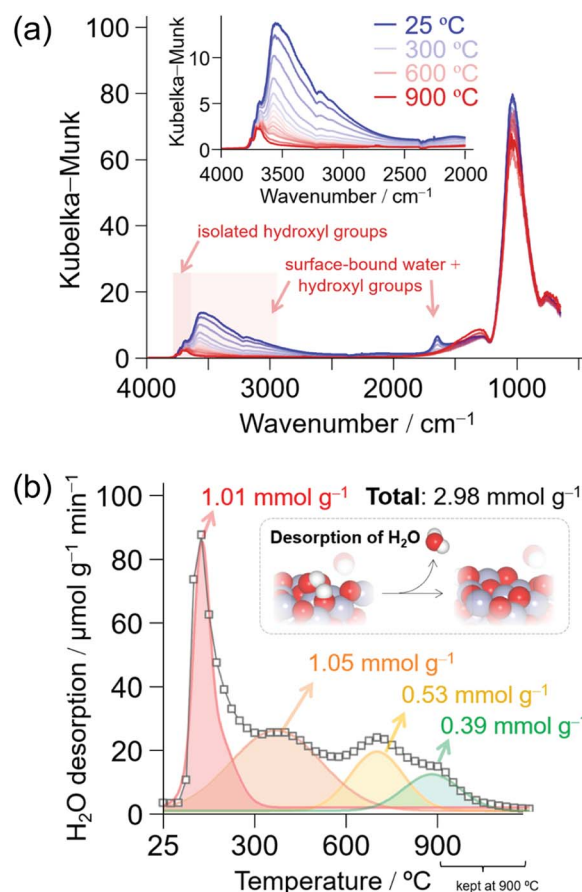 (a)
Kubelka–Munk
100
80
60
40
20
0
4000 3000 2000 1000
Wavenumber / cm⁻¹
Kubelka–Munk
10
5
0
4000 3500 3000 2500 2000
Wavenumber / cm⁻¹
25 ºC
300 ºC
600 ºC
900 ºC
isolated hydroxyl groups
surface-bound water +
hydroxyl groups
(b)
H₂O desorption / µmol g⁻¹ min⁻¹
100
80
60
40
20
0
1.01 mmol g⁻¹
Total: 2.98 mmol g⁻¹
Desorption of H₂O
1.05 mmol g⁻¹
0.53 mmol g⁻¹
0.39 mmol g⁻¹
25 300 600 900
Temperature / ºC
kept at 900 ºC